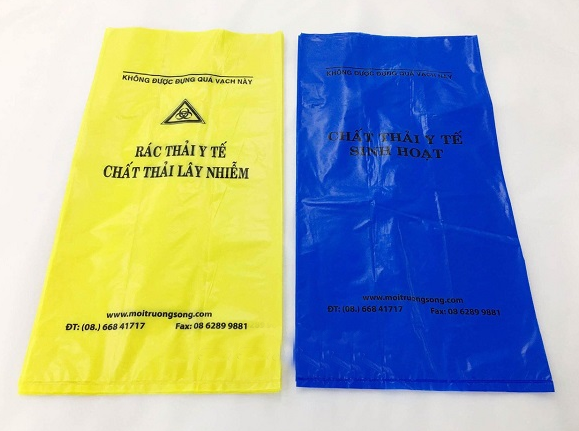 KHÔNG ĐƯỢC ĐỰNG QUÁ VẠCH NÀY
RÁC THẢI Y TẾ
CHẤT THẢI LÂY NHIỄM
www.moitruongsong.com
ĐT: (08.) 668 41717 Fax: 08 6289 9881
KHÔNG ĐƯỢC ĐỰNG QUÁ VẠCH NÀY
CHẤT THẢI Y TẾ
SINH HOẠT
www.moitruongsong.com
ĐT: (08.) 668 41717 Fax: 08 6289 9881